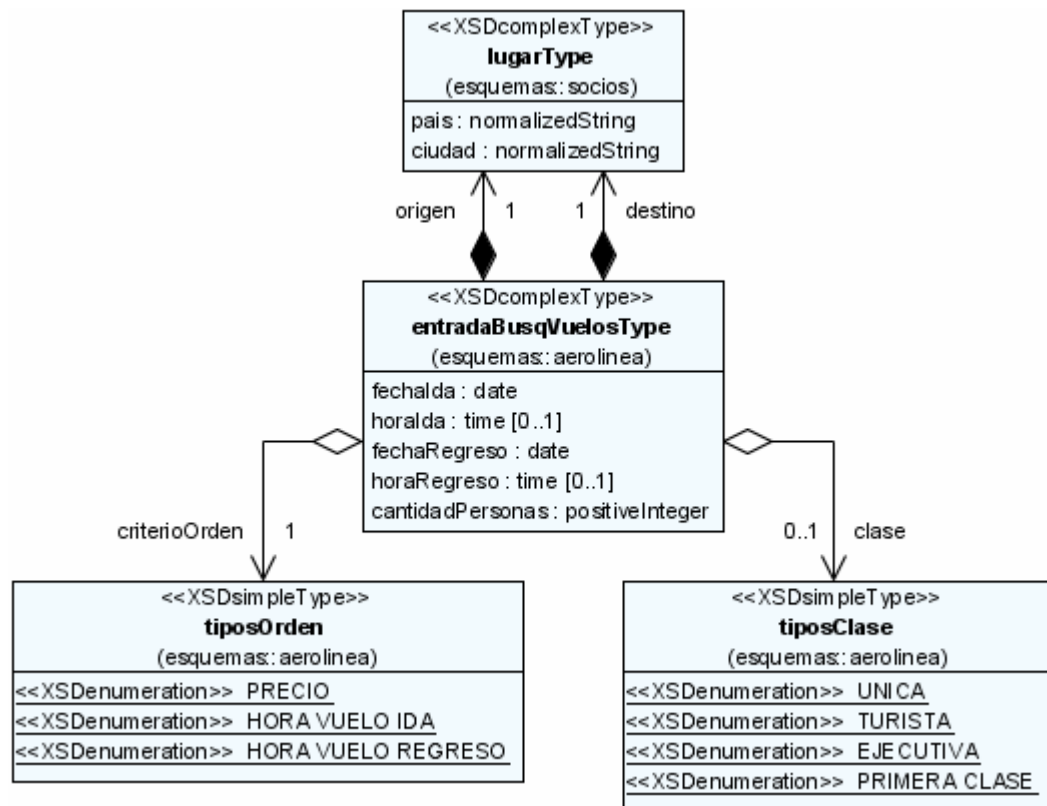 <<XSDcomplexType>>
lugarType
(esquemas::socios)
pais : normalizedString
ciudad : normalizedString
origen 1 1 destino
<<XSDcomplexType>>
entradaBusqVuelosType
(esquemas::aerolinea)
fechaIda : date
horaIda : time [0..1]
fechaRegreso : date
horaRegreso : time [0..1]
cantidadPersonas : positiveInteger
criterioOrden 1
0..1 clase
<<XSDsimpleType>>
tiposOrden
(esquemas::aerolinea)
<<XSDenumeration>> PRECIO
<<XSDenumeration>> HORA VUELO IDA
<<XSDenumeration>> HORA VUELO REGRESO
<<XSDsimpleType>>
tiposClase
(esquemas::aerolinea)
<<XSDenumeration>> UNICA
<<XSDenumeration>> TURISTA
<<XSDenumeration>> EJECUTIVA
<<XSDenumeration>> PRIMERA CLASE